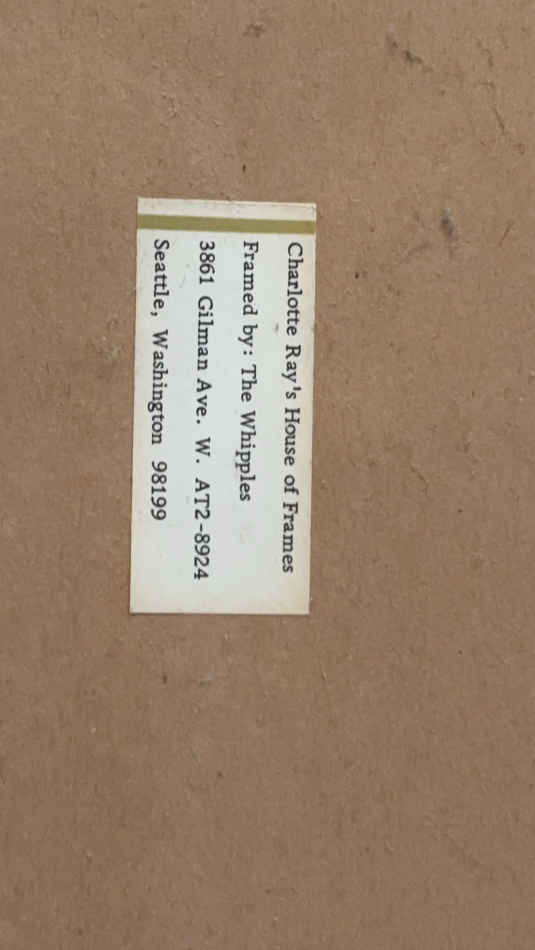 Charlotte Ray's House of Frames
Framed by: The Whipples
3861 Gilman Ave. W. AT2-8924
Seattle, Washington 98199